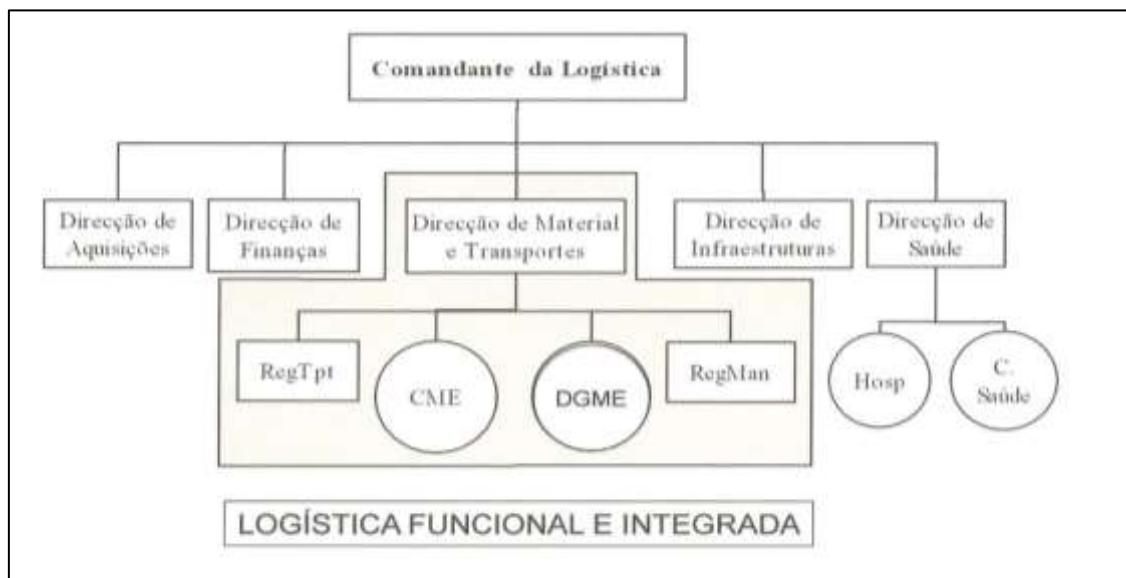 Comandante da Logística
Direcção de
Aquisições
Direcção de
Finanças
Direcção de Material
e Transportes
Direcção de
Infraestruturas
Direcção de
Saúde
RegTpt
CME
DGME
RegMan
Hosp
C.
Saúde
LOGÍSTICA FUNCIONAL E INTEGRADA